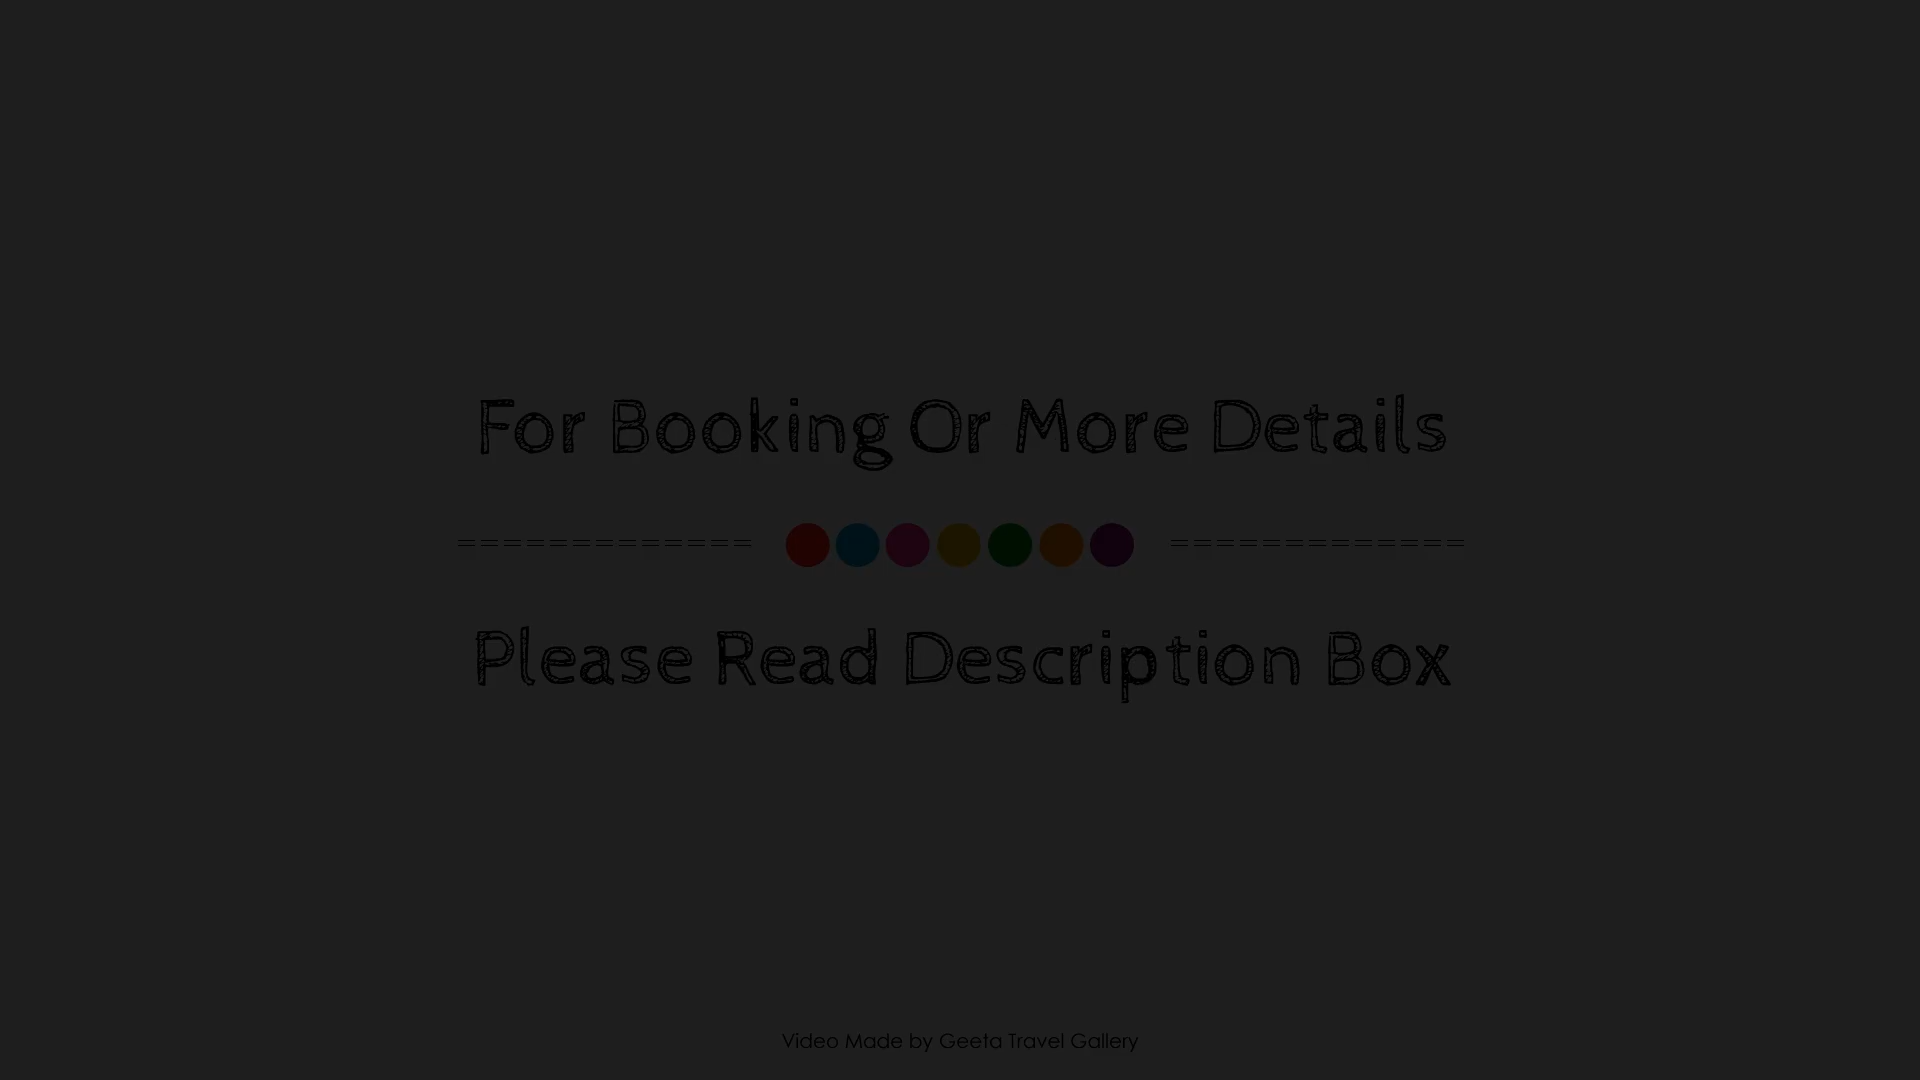 For Booking Or More Details
============= =============
Please Read Description Box
Video Made by Geeta Travel Gallery